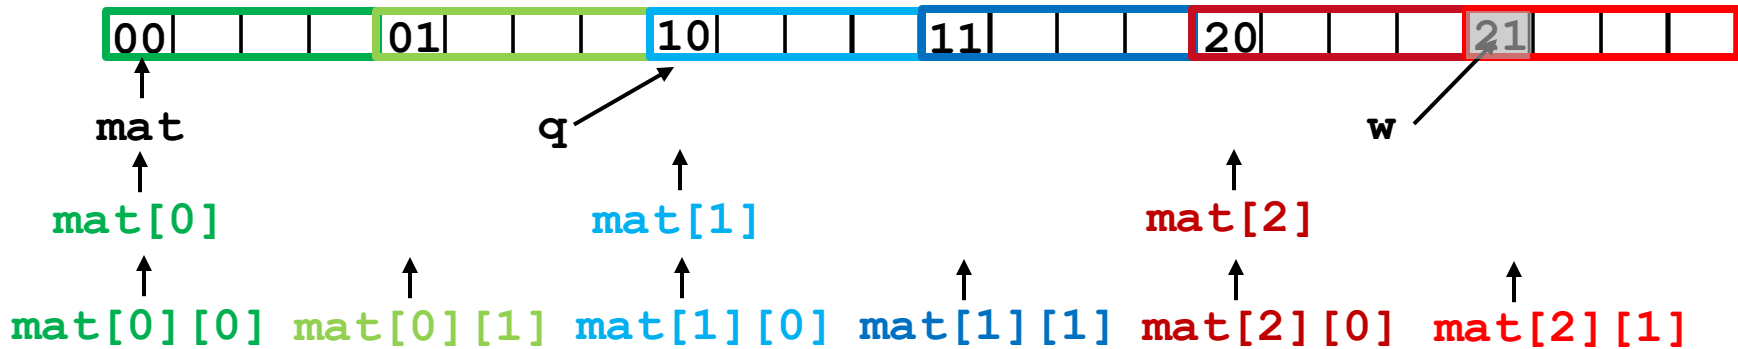 00 01 10 11 20 21
mat q w
mat[0] mat[1] mat[2]
mat[0][0] mat[0][1] mat[1][0] mat[1][1] mat[2][0] mat[2][1]